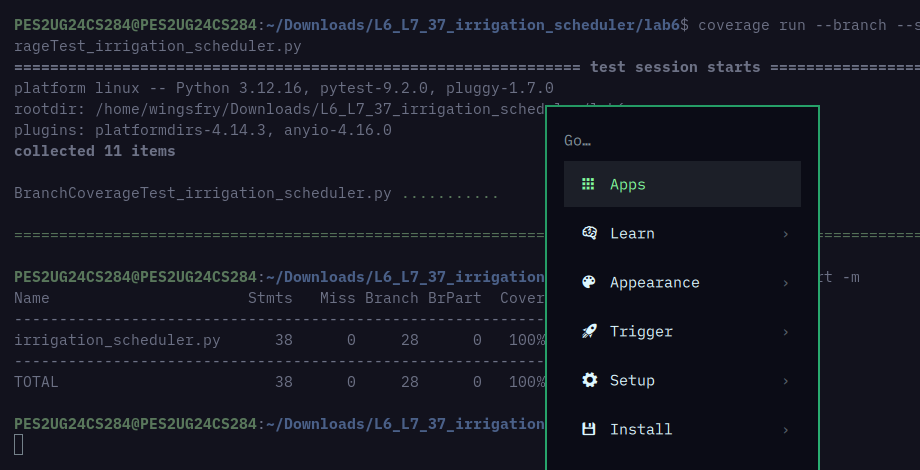 PES2UG24CS284@PES2UG24CS284:~/Downloads/L6_L7_37_irrigation_scheduler/lab6$ coverage run --branch --s
rageTest_irrigation_scheduler.py
=============================================================== test session starts =================
platform linux -- Python 3.12.16, pytest-9.2.0, pluggy-1.7.0
rootdir: /home/wingsfry/Downloads/L6_L7_37_irrigation_sched
plugins: platformdirs-4.14.3, anyio-4.16.0
collected 11 items
BranchCoverageTest_irrigation_scheduler.py ...........
PES2UG24CS284@PES2UG24CS284:~/Downloads/L6_L7_37_irrigation
rt -m
Name Stmts Miss Branch BrPart Cover
-----------------------------------------------------------
irrigation_scheduler.py 38 0 28 0 100%
-----------------------------------------------------------
TOTAL 38 0 28 0 100%
PES2UG24CS284@PES2UG24CS284:~/Downloads/L6_L7_37_irrigation
Go…
Apps
Learn ›
Appearance ›
Trigger ›
Setup ›
Install ›